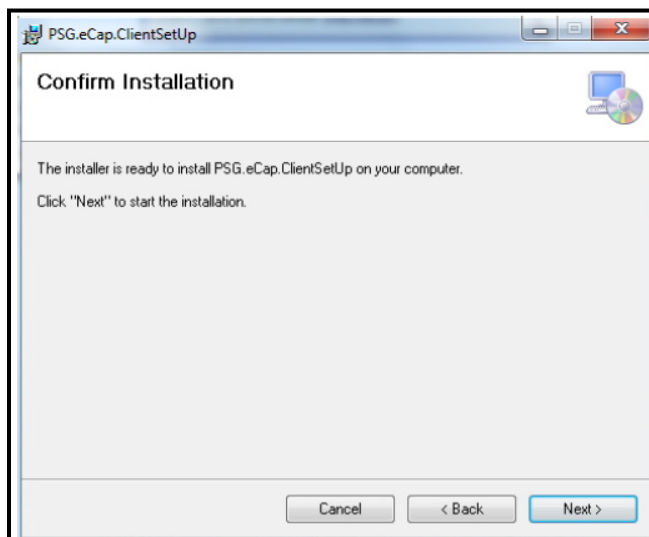 PSG.eCap.ClientSetUp
Confirm Installation
The installer is ready to install PSG.eCap.ClientSetUp on your computer.
Click "Next" to start the installation.
Cancel
< Back
Next >